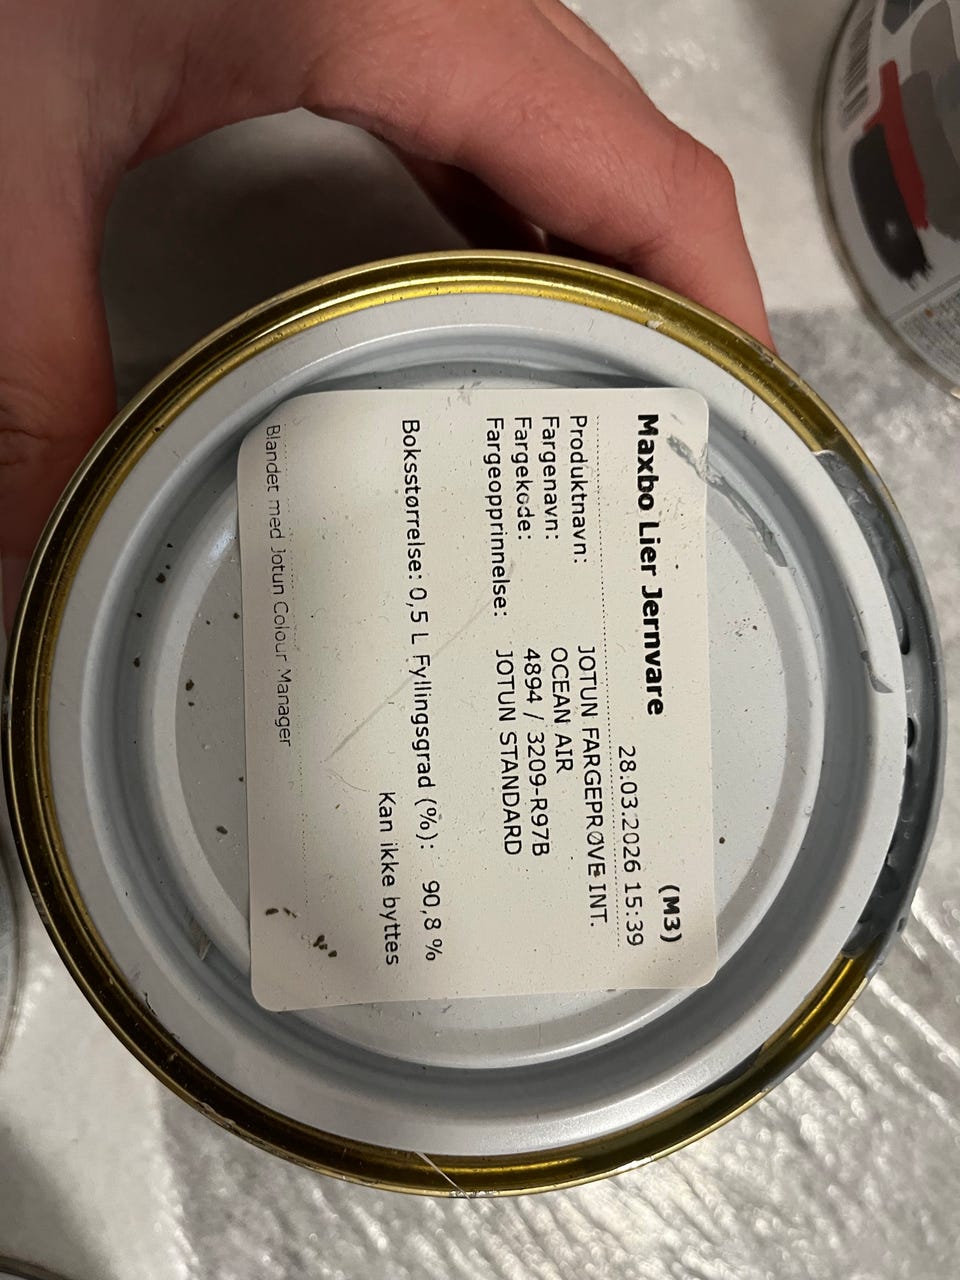 Maxbo Lier Jernvare (M3)
28.03.2026 15:39
Produktnavn: JOTUN FARGEPRØVE INT.
Fargenavn: OCEAN AIR
Fargekode: 4894 / 3209-R97B
Fargeopprinnelse: JOTUN STANDARD
Boksstørrelse: 0,5 L Fyllingsgrad (%): 90,8 %
Kan ikke byttes
Blandet med Jotun Colour Manager